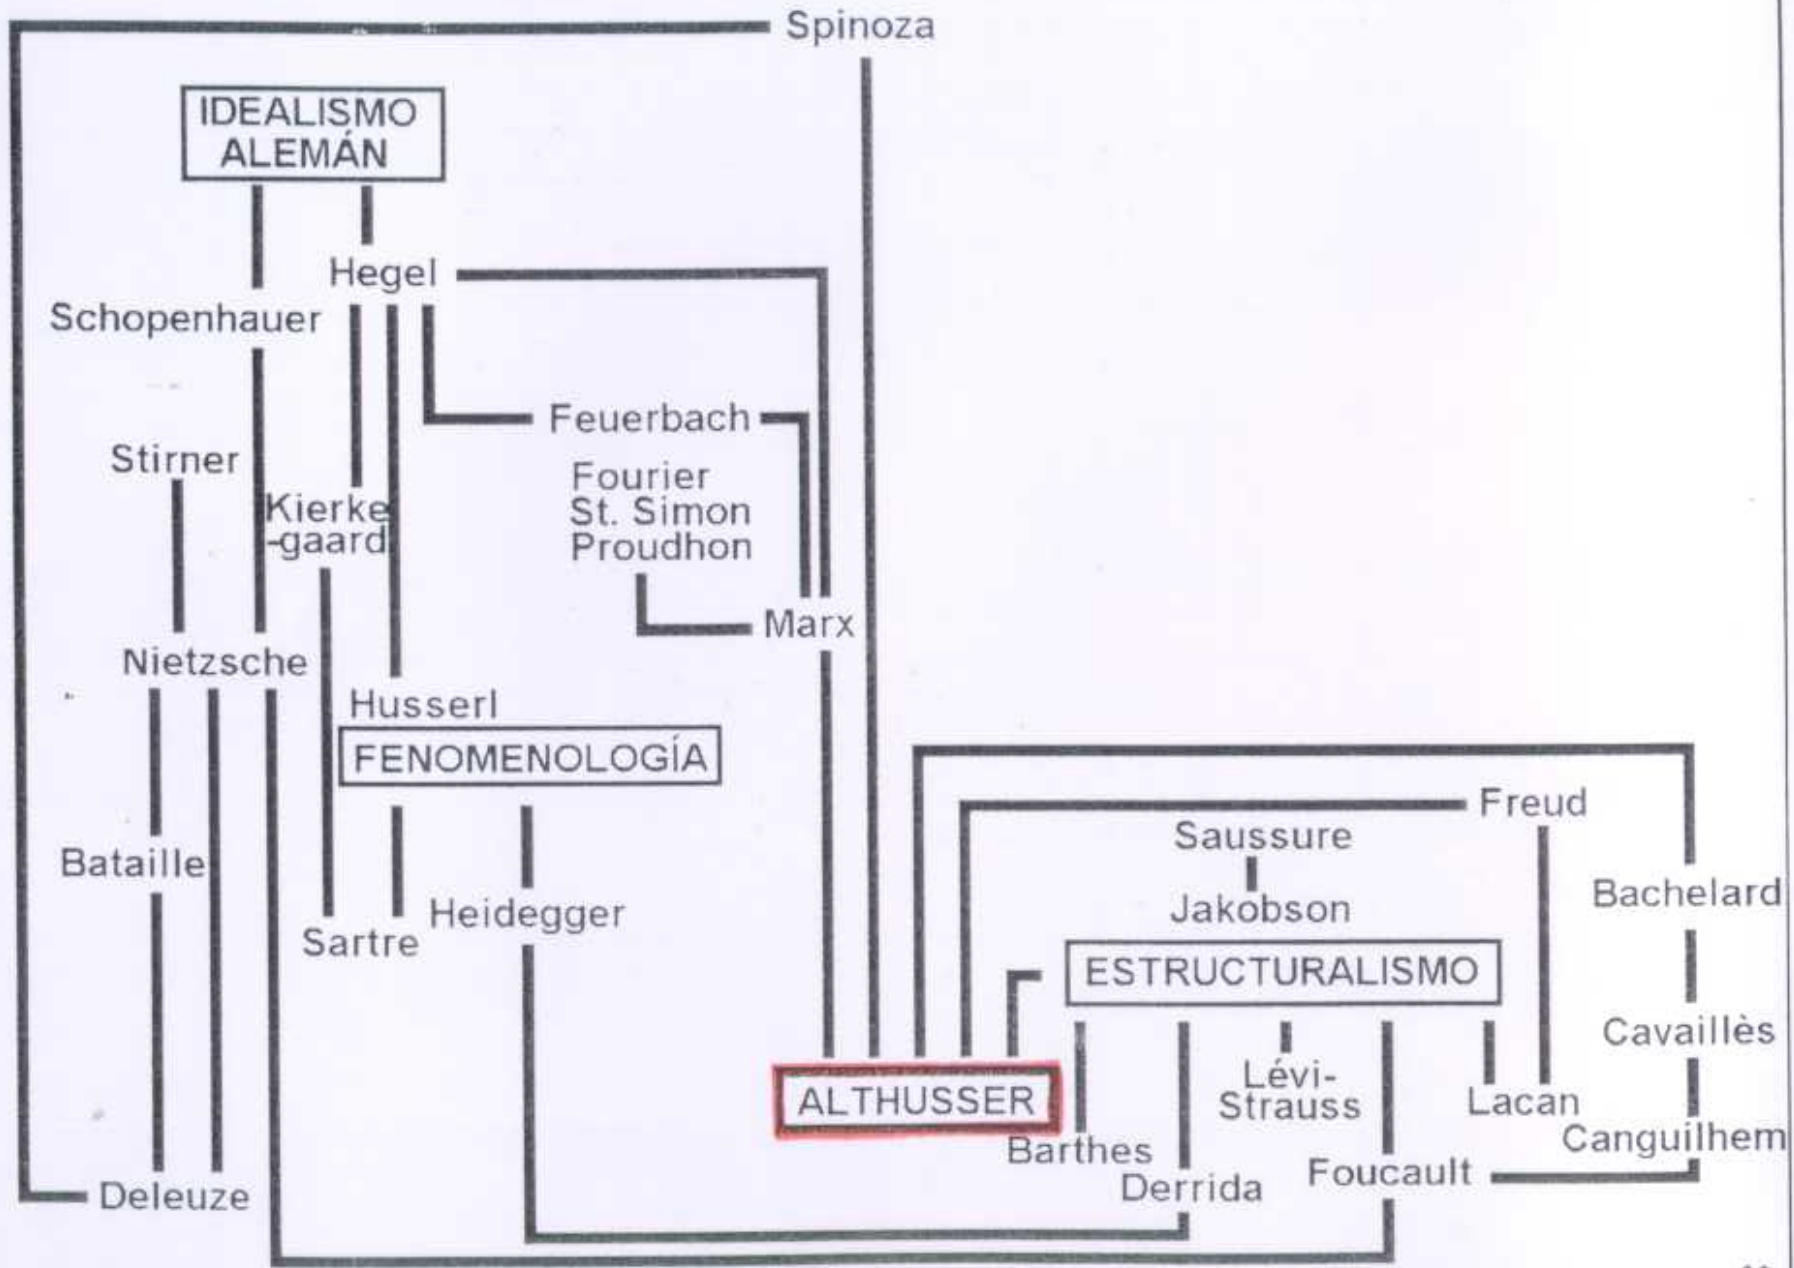 Spinoza
IDEALISMO
ALEMÁN
Hegel
Schopenhauer
Feuerbach
Stirner
Fourier
St. Simon
Proudhon
Kierke
-gaard
Marx
Nietzsche
Husserl
FENOMENOLOGÍA
Freud
Saussure
Bataille
Bachelard
Jakobson
Heidegger
Sartre
ESTRUCTURALISMO
Cavaillès
Lévi-
Strauss
ALTHUSSER
Lacan
Canguilhem
Barthes
Foucault
Derrida
Deleuze